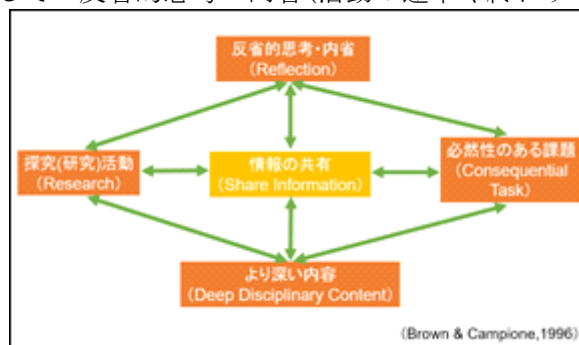 反省的思考・内省
(Reflection)
探究(研究)活動
(Research)
情報の共有
(Share Information)
必然性のある課題
(Consequential
Task)
より深い内容
(Deep Disciplinary Content)
(Brown & Campione,1996)